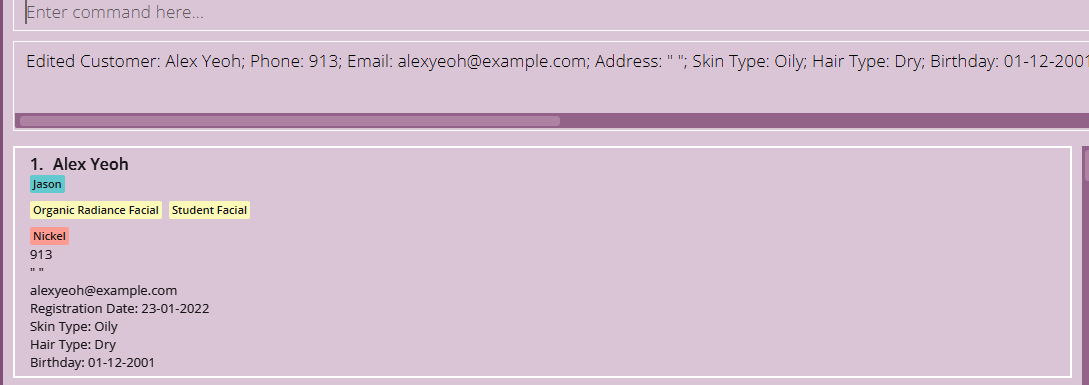 Enter command here...
Edited Customer: Alex Yeoh; Phone: 913; Email: alexyeoh@example.com; Address: " "; Skin Type: Oily; Hair Type: Dry; Birthday: 01-12-2001
1. Alex Yeoh
Jason
Organic Radiance Facial Student Facial
Nickel
913
" "
alexyeoh@example.com
Registration Date: 23-01-2022
Skin Type: Oily
Hair Type: Dry
Birthday: 01-12-2001